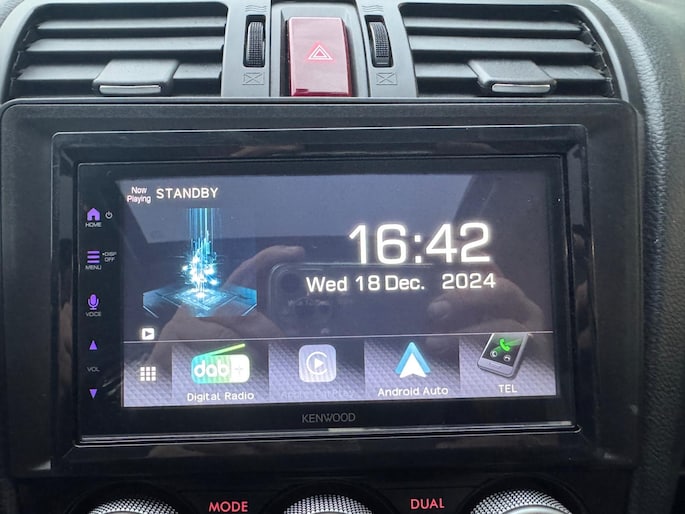 Now
Playing STANDBY
HOME
DISP
OFF
MENU
VOICE
VOL
16:42
Wed 18 Dec. 2024
dab+
Digital Radio
Android Auto
TEL
KENWOOD
MODE
DUAL